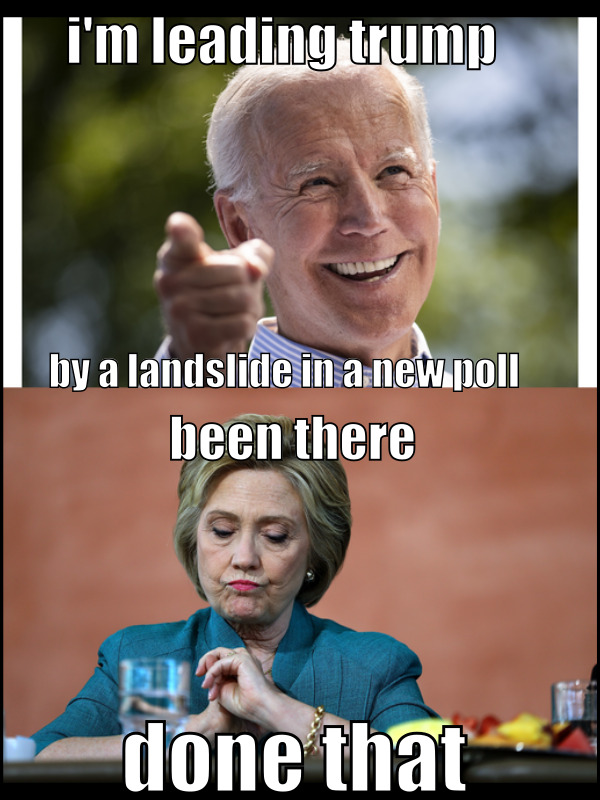 i'm leading trump
by a landslide in a new poll
been there
done that